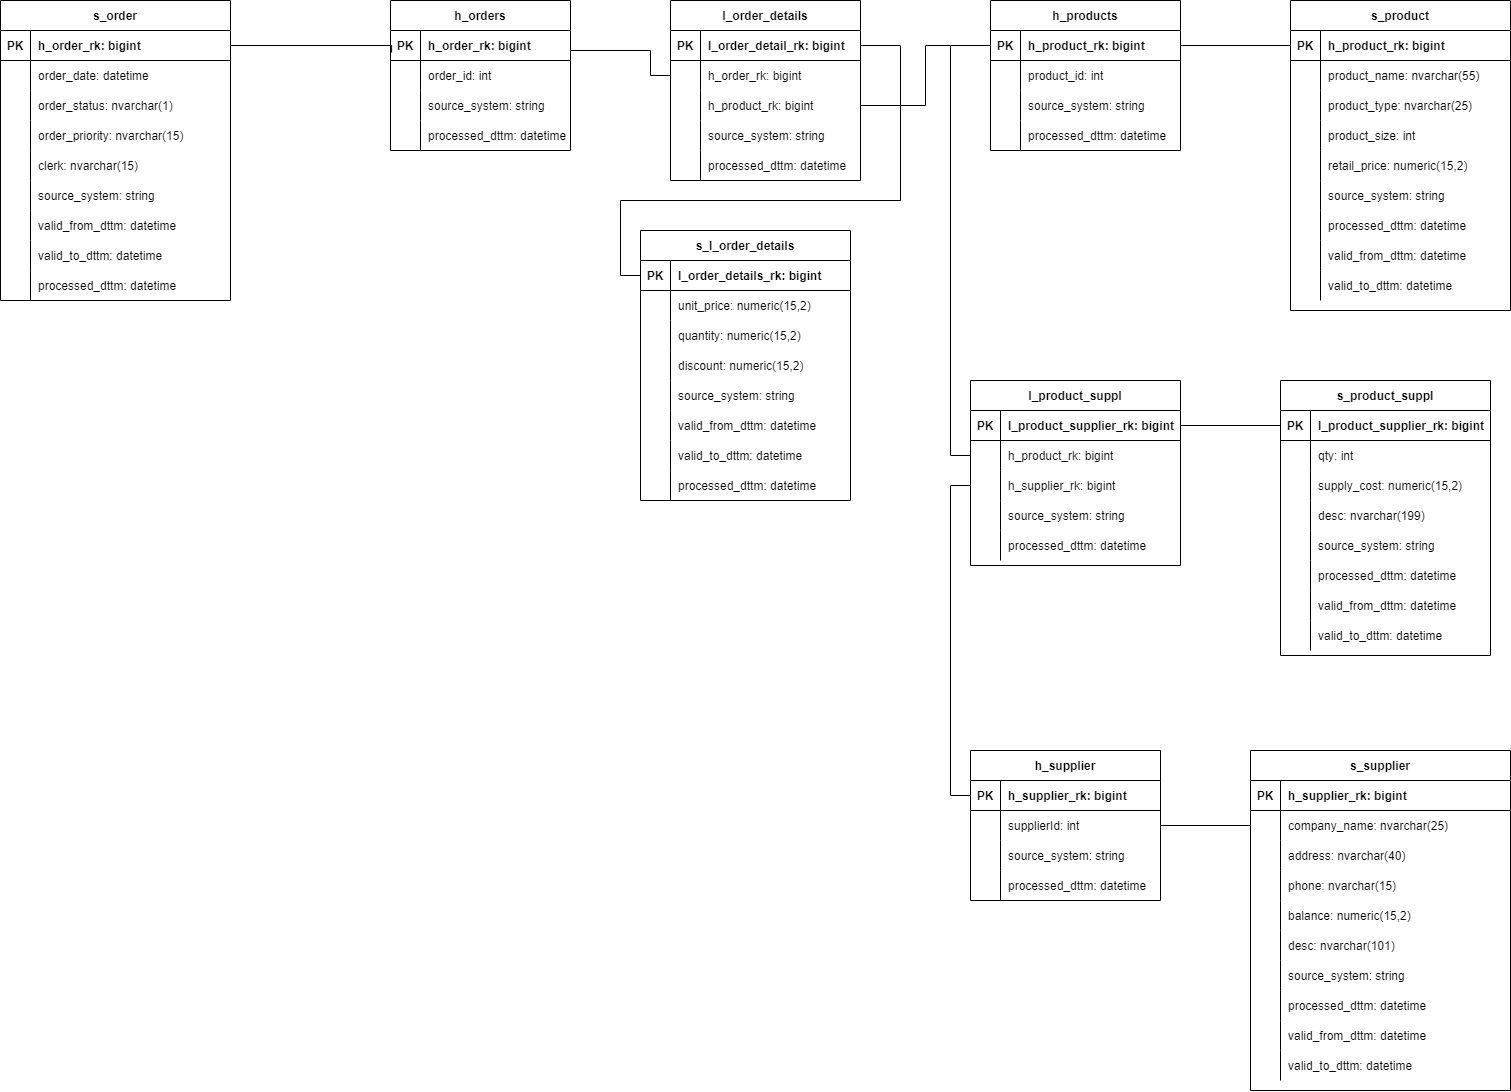 s_order
PK h_order_rk: bigint
order_date: datetime
order_status: nvarchar(1)
order_priority: nvarchar(15)
clerk: nvarchar(15)
source_system: string
valid_from_dttm: datetime
valid_to_dttm: datetime
processed_dttm: datetime
h_orders
PK h_order_rk: bigint
order_id: int
source_system: string
processed_dttm: datetime
l_order_details
PK l_order_detail_rk: bigint
h_order_rk: bigint
h_product_rk: bigint
source_system: string
processed_dttm: datetime
h_products
PK h_product_rk: bigint
product_id: int
source_system: string
processed_dttm: datetime
s_product
PK h_product_rk: bigint
product_name: nvarchar(55)
product_type: nvarchar(25)
product_size: int
retail_price: numeric(15,2)
source_system: string
processed_dttm: datetime
valid_from_dttm: datetime
valid_to_dttm: datetime
s_l_order_details
PK l_order_details_rk: bigint
unit_price: numeric(15,2)
quantity: numeric(15,2)
discount: numeric(15,2)
source_system: string
valid_from_dttm: datetime
valid_to_dttm: datetime
processed_dttm: datetime
l_product_suppl
PK l_product_supplier_rk: bigint
h_product_rk: bigint
h_supplier_rk: bigint
source_system: string
processed_dttm: datetime
s_product_suppl
PK l_product_supplier_rk: bigint
qty: int
supply_cost: numeric(15,2)
desc: nvarchar(199)
source_system: string
processed_dttm: datetime
valid_from_dttm: datetime
valid_to_dttm: datetime
h_supplier
PK h_supplier_rk: bigint
supplierId: int
source_system: string
processed_dttm: datetime
s_supplier
PK h_supplier_rk: bigint
company_name: nvarchar(25)
address: nvarchar(40)
phone: nvarchar(15)
balance: numeric(15,2)
desc: nvarchar(101)
source_system: string
processed_dttm: datetime
valid_from_dttm: datetime
valid_to_dttm: datetime